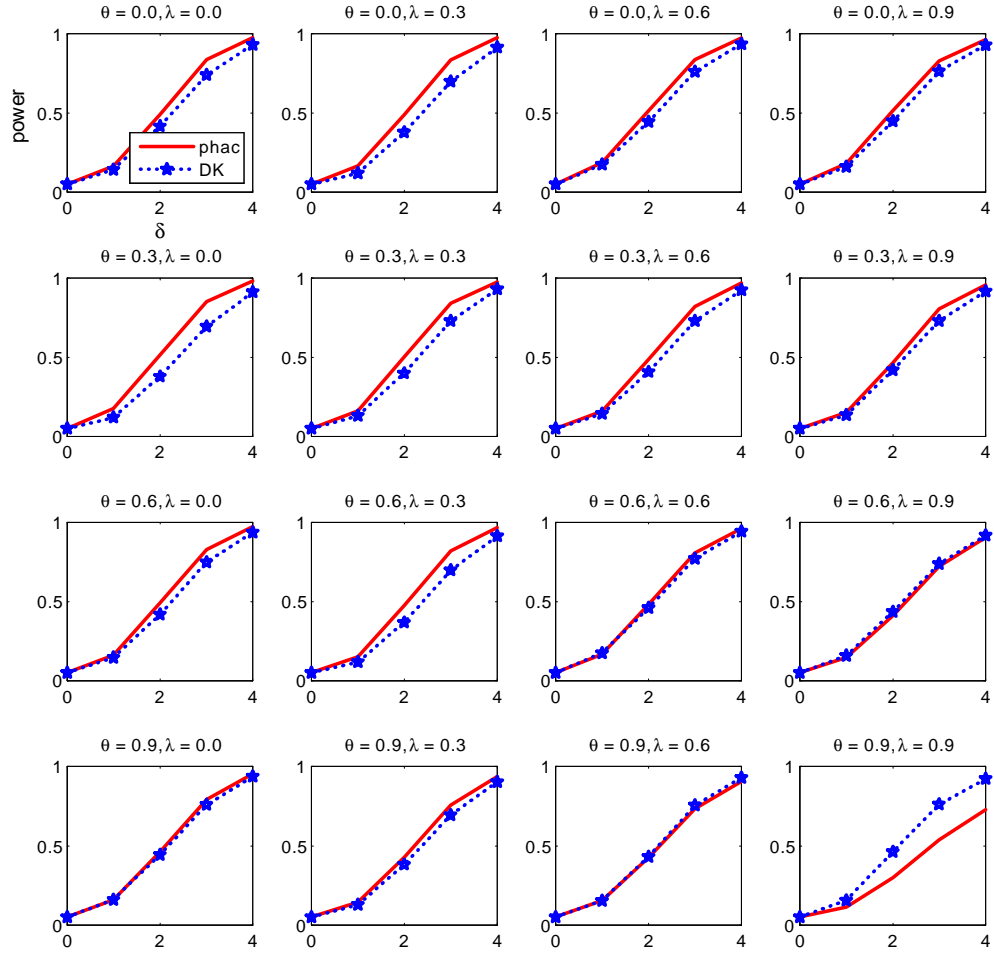 θ = 0.0,λ = 0.0
θ = 0.0,λ = 0.3
θ = 0.0,λ = 0.6
θ = 0.0,λ = 0.9
1
0.5
0
power
phac
DK
0 2 4
δ
1
0.5
0
0 2 4
1
0.5
0
0 2 4
1
0.5
0
0 2 4
θ = 0.3,λ = 0.0
θ = 0.3,λ = 0.3
θ = 0.3,λ = 0.6
θ = 0.3,λ = 0.9
1
0.5
0
0 2 4
1
0.5
0
0 2 4
1
0.5
0
0 2 4
1
0.5
0
0 2 4
θ = 0.6,λ = 0.0
θ = 0.6,λ = 0.3
θ = 0.6,λ = 0.6
θ = 0.6,λ = 0.9
1
0.5
0
0 2 4
1
0.5
0
0 2 4
1
0.5
0
0 2 4
1
0.5
0
0 2 4
θ = 0.9,λ = 0.0
θ = 0.9,λ = 0.3
θ = 0.9,λ = 0.6
θ = 0.9,λ = 0.9
1
0.5
0
0 2 4
1
0.5
0
0 2 4
1
0.5
0
0 2 4
1
0.5
0
0 2 4